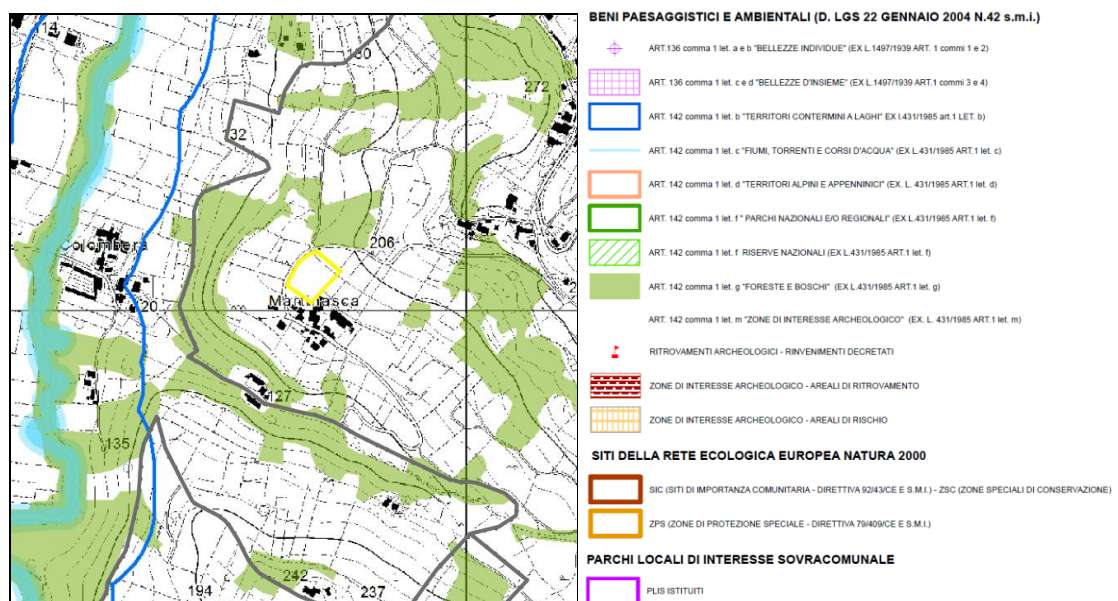 114
130
272
132
Colombera
206
Mammasca
120
127
135
242
194
237
BENI PAESAGGISTICI E AMBIENTALI (D. LGS 22 GENNAIO 2004 N.42 s.m.i.)
ART.136 comma 1 let. a e b "BELLEZZE INDIVIDUE" (EX L.1497/1939 ART. 1 commi 1 e 2)
ART. 136 comma 1 let. c e d "BELLEZZE D'INSIEME" (EX L.1497/1939 ART.1 commi 3 e 4)
ART. 142 comma 1 let. b "TERRITORI CONTERMINI A LAGHI" EX l.431/1985 art.1 LET. b)
ART. 142 comma 1 let. c "FIUMI, TORRENTI E CORSI D'ACQUA" (EX L.431/1985 ART.1 let. c)
ART. 142 comma 1 let. d "TERRITORI ALPINI E APPENNINICI" (EX. L. 431/1985 ART.1 let. d)
ART. 142 comma 1 let. f " PARCHI NAZIONALI E/O REGIONALI" (EX L.431/1985 ART.1 let. f)
ART. 142 comma 1 let. f RISERVE NAZIONALI (EX L.431/1985 ART.1 let. f)
ART. 142 comma 1 let. g "FORESTE E BOSCHI" (EX L.431/1985 ART.1 let. g)
ART. 142 comma 1 let. m "ZONE DI INTERESSE ARCHEOLOGICO" (EX. L. 431/1985 ART.1 let. m)
RITROVAMENTI ARCHEOLOGICI - RINVENIMENTI DECRETATI
ZONE DI INTERESSE ARCHEOLOGICO - AREALI DI RITROVAMENTO
ZONE DI INTERESSE ARCHEOLOGICO - AREALI DI RISCHIO
SITI DELLA RETE ECOLOGICA EUROPEA NATURA 2000
SIC (SITI DI IMPORTANZA COMUNITARIA - DIRETTIVA 92/43/CE E S.M.I.) - ZSC (ZONE SPECIALI DI CONSERVAZIONE)
ZPS (ZONE DI PROTEZIONE SPECIALE - DIRETTIVA 79/409/CE E S.M.I.)
PARCHI LOCALI DI INTERESSE SOVRACOMUNALE
PLIS ISTITUITI